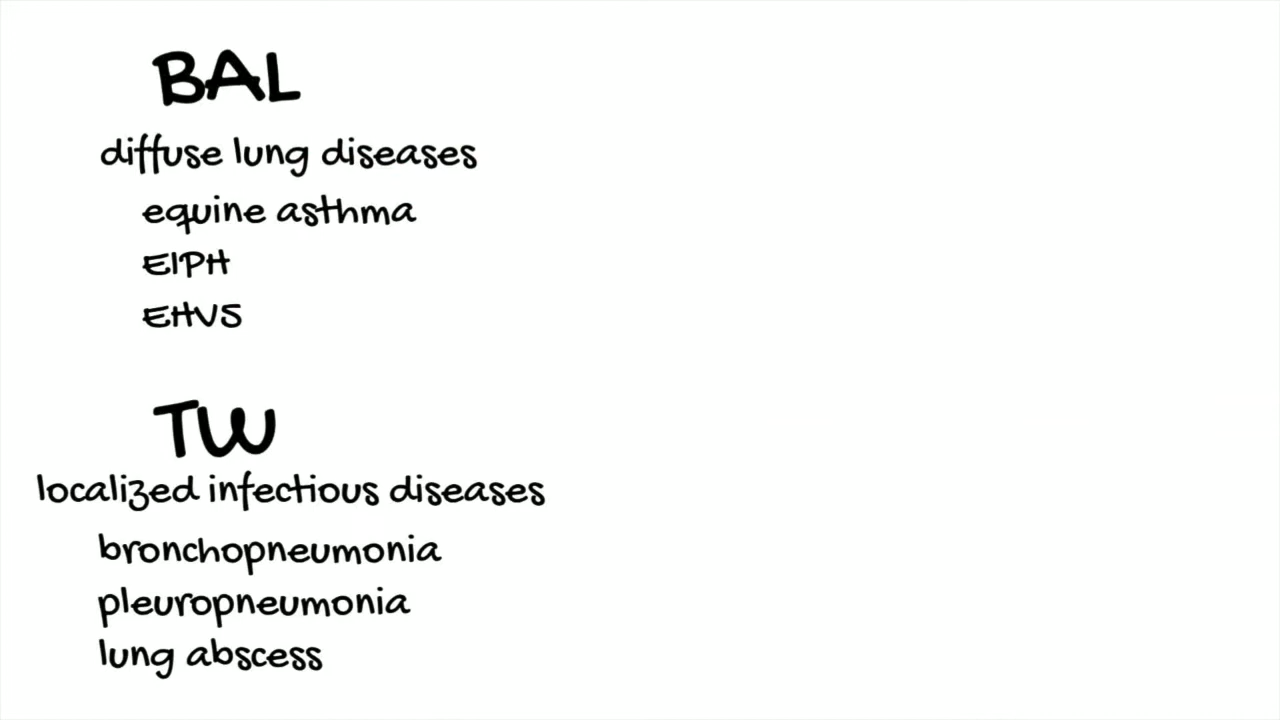 BAL
diffuse lung diseases
equine asthma
EIPH
EHV5
TW
localized infectious diseases
bronchopneumonia
pleuropneumonia
lung abscess